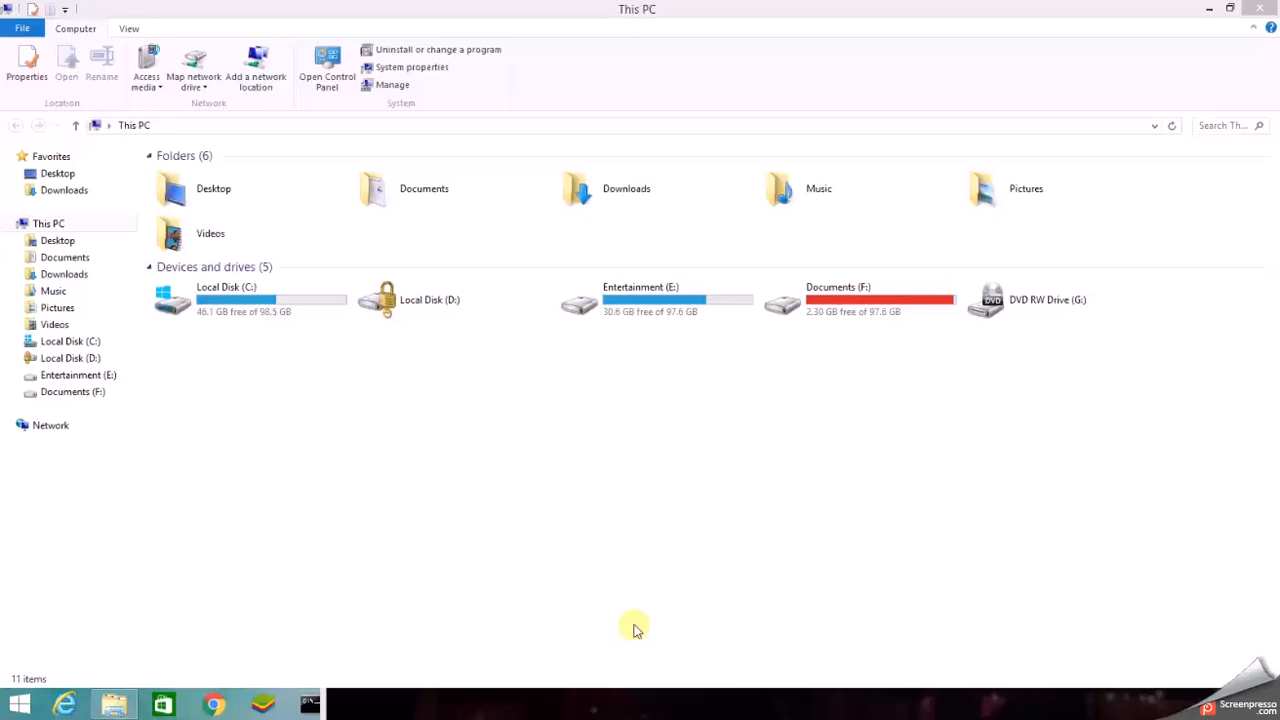 This PC
File
Computer
View
Properties
Open
Rename
Access media
Map network drive
Add a network location
Open Control Panel
Uninstall or change a program
System properties
Manage
Location
Network
System
This PC
Search Th...
Favorites
Desktop
Downloads
This PC
Desktop
Documents
Downloads
Music
Pictures
Videos
Local Disk (C:)
Local Disk (D:)
Entertainment (E:)
Documents (F:)
Network
Folders (6)
Desktop
Documents
Downloads
Music
Pictures
Videos
Devices and drives (5)
Local Disk (C:)
46.1 GB free of 98.5 GB
Local Disk (D:)
Entertainment (E:)
30.6 GB free of 97.6 GB
Documents (F:)
2.30 GB free of 97.6 GB
DVD
DVD RW Drive (G:)
11 items
Screenpresso
.com